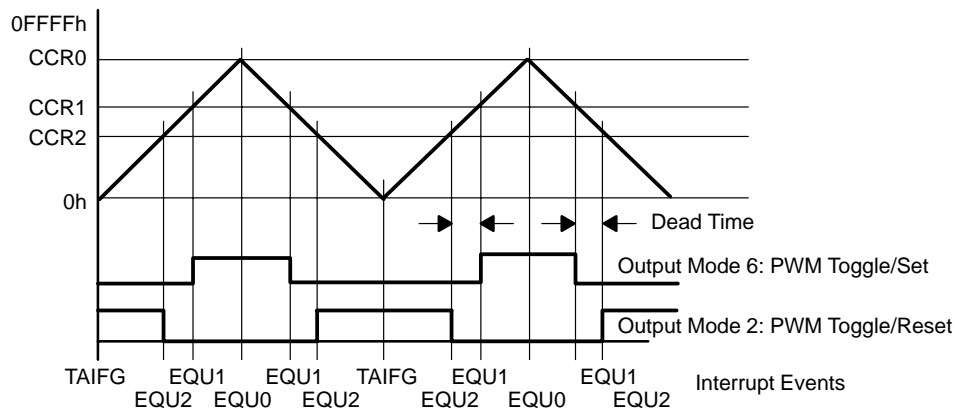 0FFFFh
CCR0
CCR1
CCR2
0h
Dead Time
Output Mode 6: PWM Toggle/Set
Output Mode 2: PWM Toggle/Reset
TAIFG EQU1 EQU1 TAIFG EQU1 EQU1
EQU2 EQU0 EQU2 EQU2 EQU0 EQU2
Interrupt Events